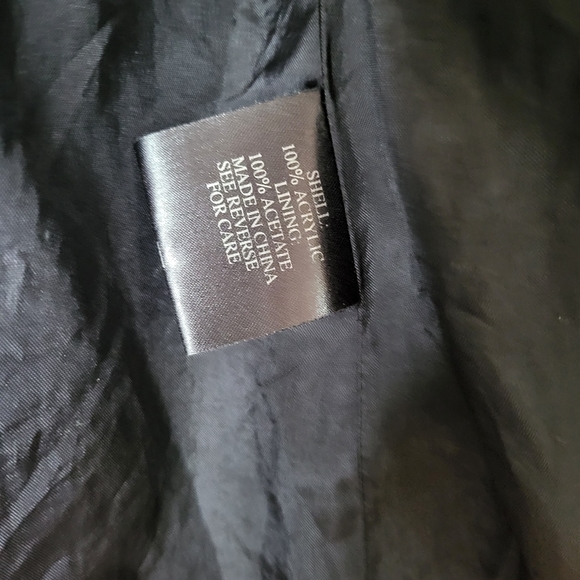 SHELL:
100% ACRYLIC
LINING:
100% ACETATE
MADE IN CHINA
SEE REVERSE
FOR CARE